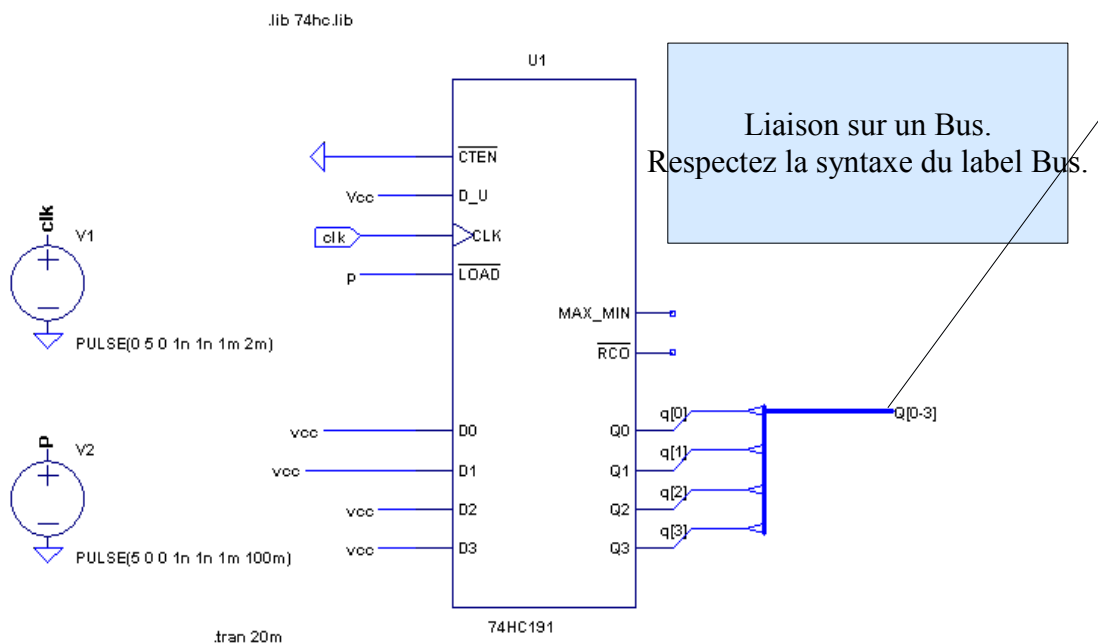 .lib 74hc.lib
U1
Liaison sur un Bus.
Respectez la syntaxe du label Bus.
CTEN
Vcc
D_U
clk
CLK
p
LOAD
clk
V1
PULSE(0 5 0 1n 1n 1m 2m)
MAX_MIN
RCO
q[0]
Q[0-3]
vcc
D0
Q0
q[1]
vcc
D1
Q1
q[2]
vcc
D2
Q2
q[3]
vcc
D3
Q3
p
V2
PULSE(5 0 0 1n 1n 1m 100m)
74HC191
.tran 20m